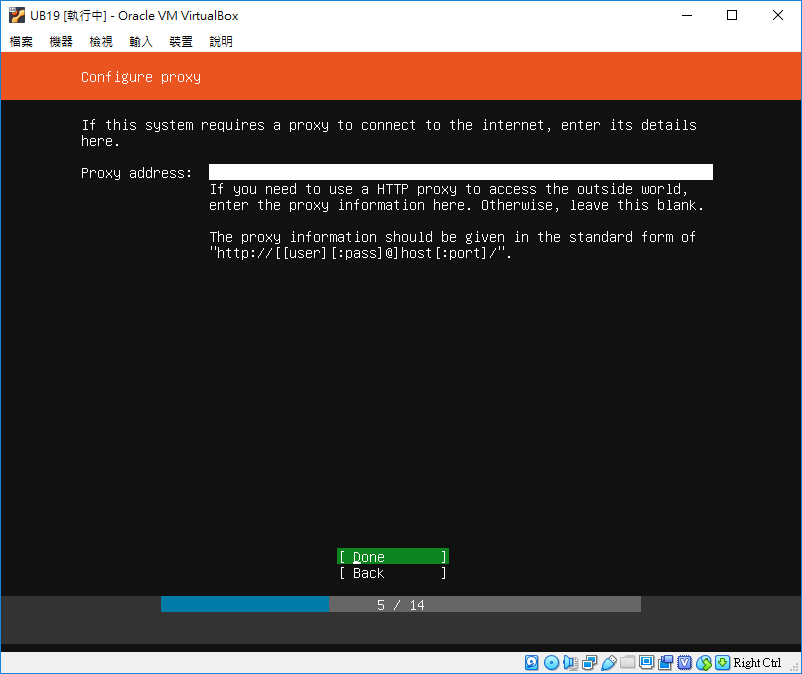 UB19 [執行中] - Oracle VM VirtualBox
檔案 機器 檢視 輸入 裝置 說明
Configure proxy
If this system requires a proxy to connect to the internet, enter its details
here.
Proxy address:
If you need to use a HTTP proxy to access the outside world,
enter the proxy information here. Otherwise, leave this blank.
The proxy information should be given in the standard form of
"http://[[user][:pass]@]host[:port]/".
[ Done ]
[ Back ]
5 / 14
Right Ctrl